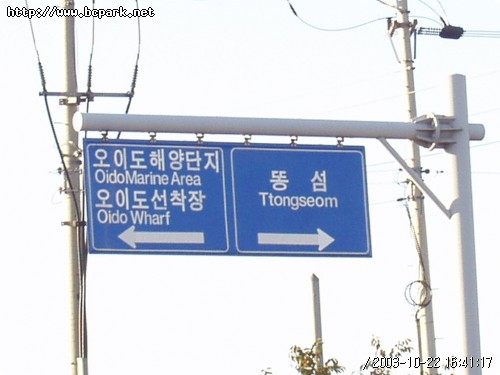 http://www.bcpark.net
오이도해양단지
OidoMarine Area
오이도선착장
Oido Wharf
똥 섬
Ttongseom
2003-10-22 16:41:17